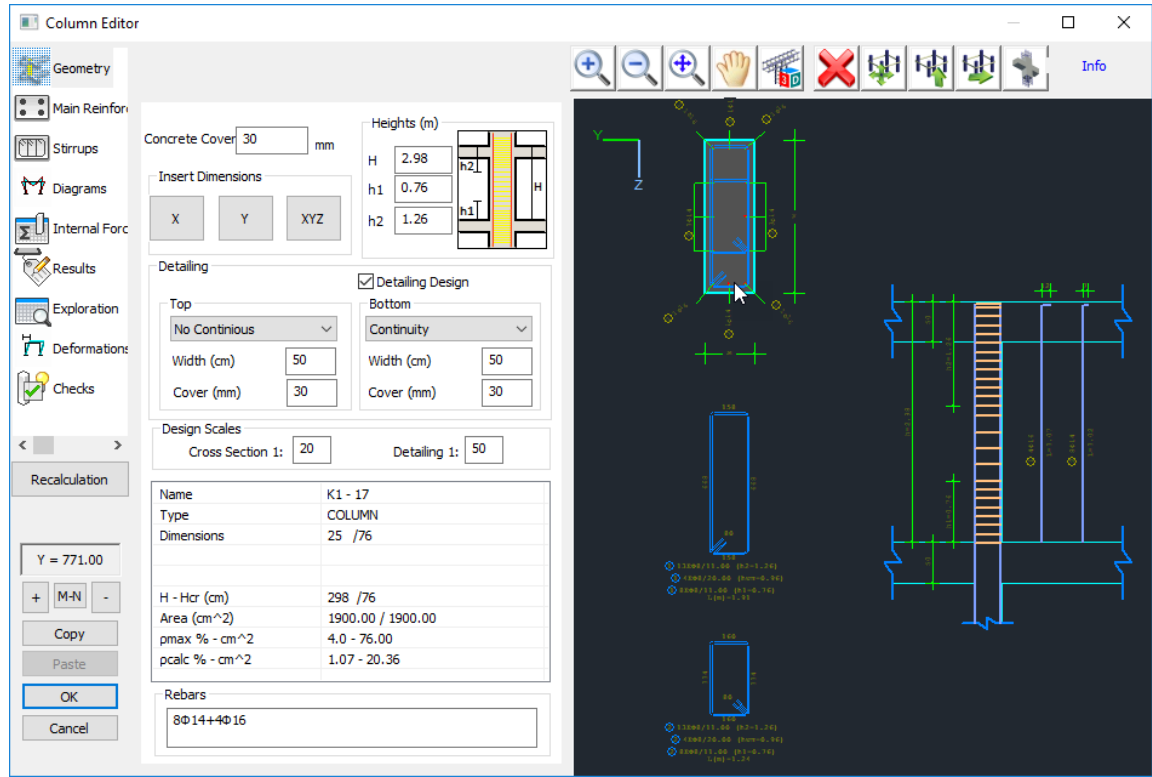 Column Editor
Geometry
Main Reinfor
Stirrups
Diagrams
Internal Forc
Results
Exploration
Deformations
Checks
Recalculation
Y = 771.00
+ M-N -
Copy
Paste
OK
Cancel
Concrete Cover 30 mm
Insert Dimensions
X Y XYZ
Heights (m)
H 2.98
h1 0.76
h2 1.26
h2
H
h1
Detailing
Detailing Design
Top
No Continious
Width (cm) 50
Cover (mm) 30
Bottom
Continuity
Width (cm) 50
Cover (mm) 30
Design Scales
Cross Section 1: 20 Detailing 1: 50
Name K1 - 17
Type COLUMN
Dimensions 25 /76
H - Hcr (cm) 298 /76
Area (cm^2) 1900.00 / 1900.00
ρmax % - cm^2 4.0 - 76.00
ρcalc % - cm^2 1.07 - 20.36
Rebars
8Φ14+4Φ16
3D
Info
Y
Z